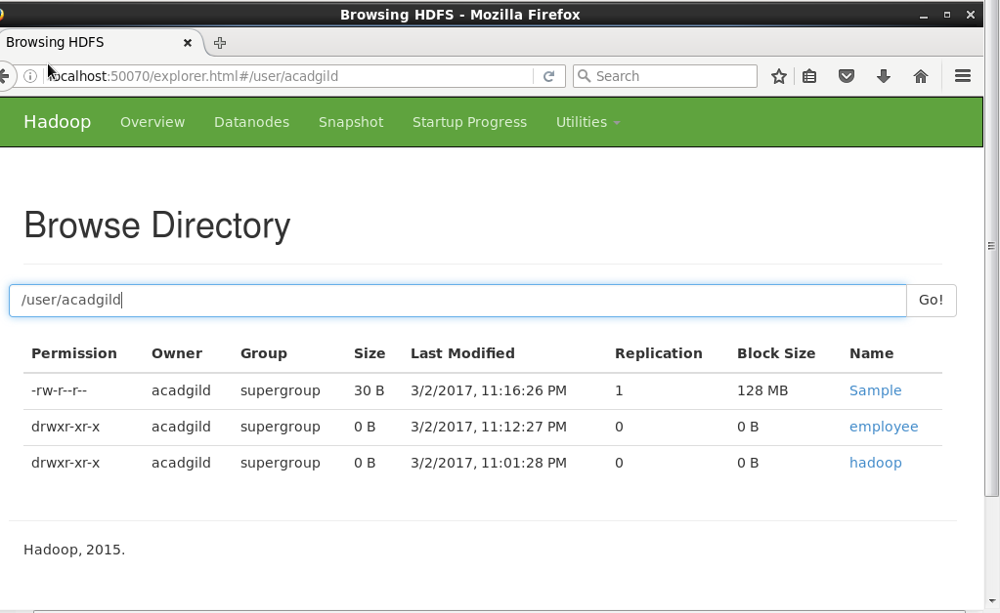 Browsing HDFS - Mozilla Firefox
Browsing HDFS
localhost:50070/explorer.html#/user/acadgild
Search
Hadoop Overview Datanodes Snapshot Startup Progress Utilities
Browse Directory
/user/acadgild Go!
Permission Owner Group Size Last Modified Replication Block Size Name
-rw-r--r-- acadgild supergroup 30 B 3/2/2017, 11:16:26 PM 1 128 MB Sample
drwxr-xr-x acadgild supergroup 0 B 3/2/2017, 11:12:27 PM 0 0 B employee
drwxr-xr-x acadgild supergroup 0 B 3/2/2017, 11:01:28 PM 0 0 B hadoop
Hadoop, 2015.